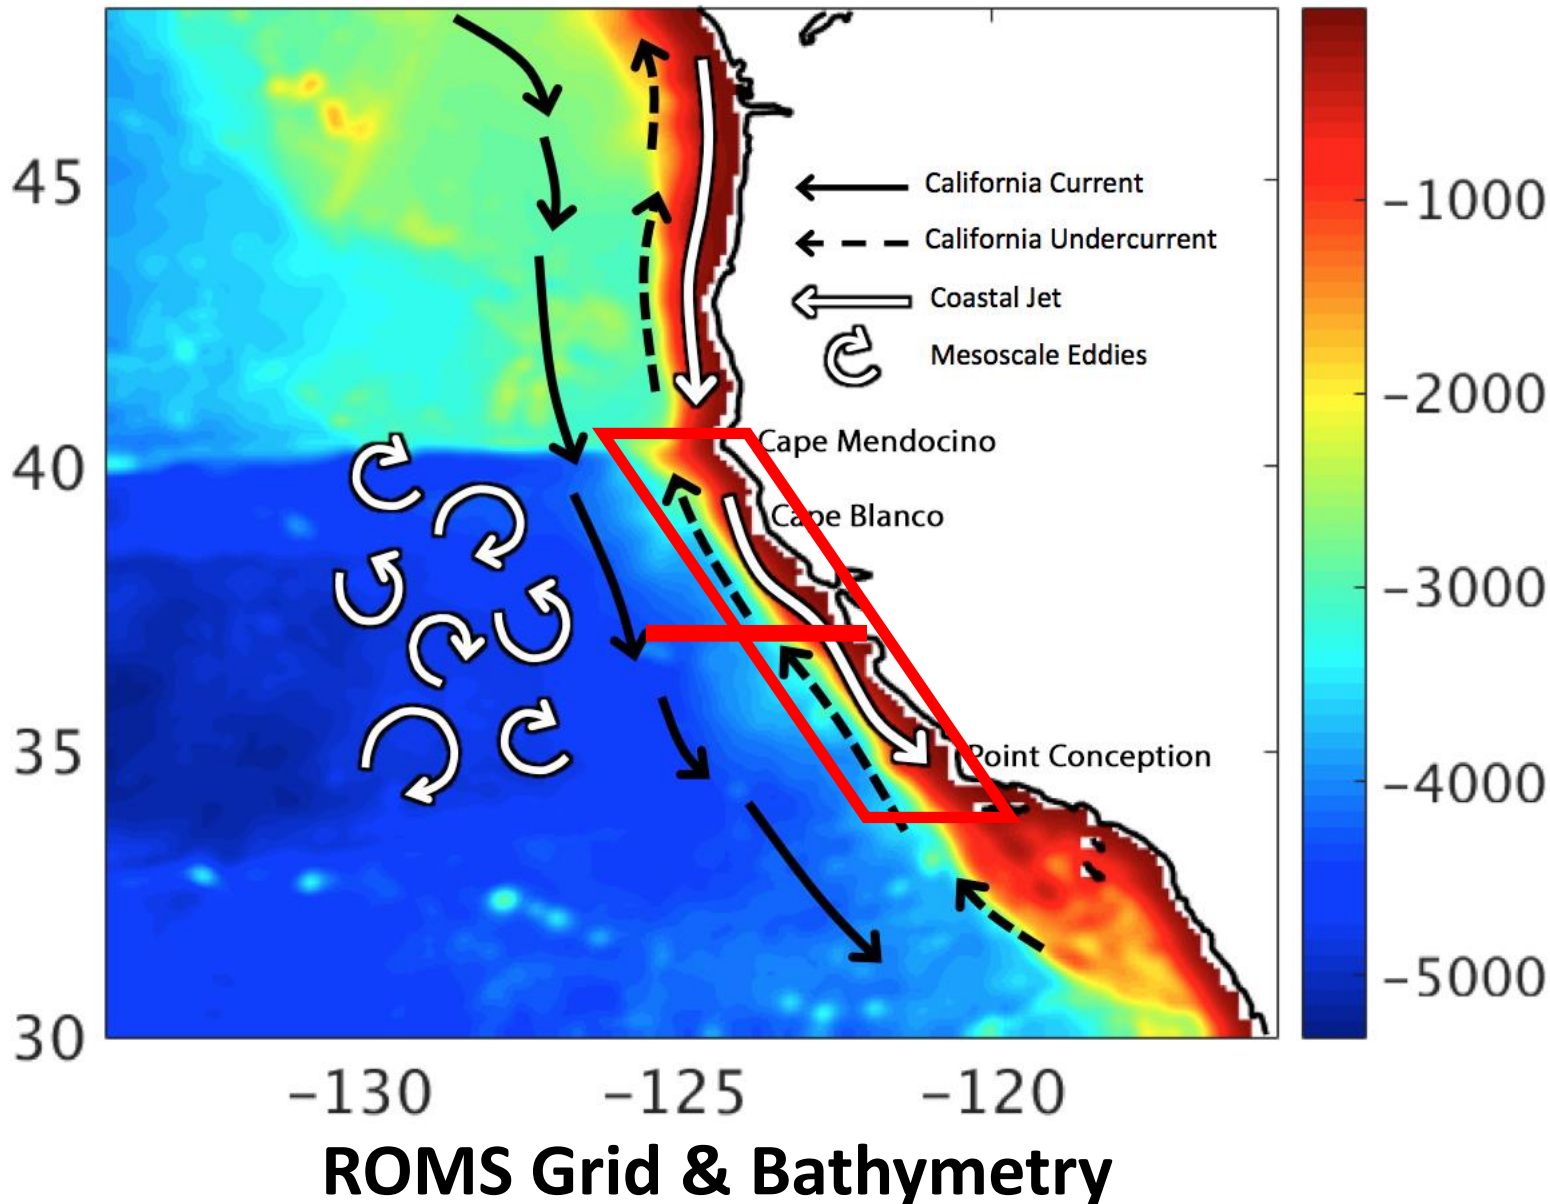 45
40
35
30
California Current
California Undercurrent
Coastal Jet
Mesoscale Eddies
Cape Mendocino
Cape Blanco
Point Conception
−1000
−2000
−3000
−4000
−5000
−130 −125 −120
ROMS Grid & Bathymetry